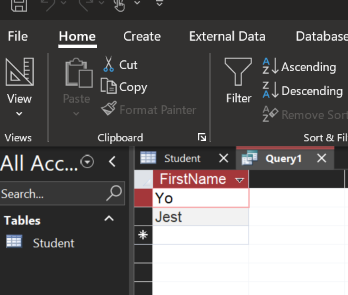 File Home Create External Data Database
View
Paste
Cut
Copy
Format Painter
Filter
Ascending
Descending
Remove Sort
Views Clipboard Sort & Fil
All Acc...
Student Query1
Search...
Tables
Student
FirstName
Yo
Jest